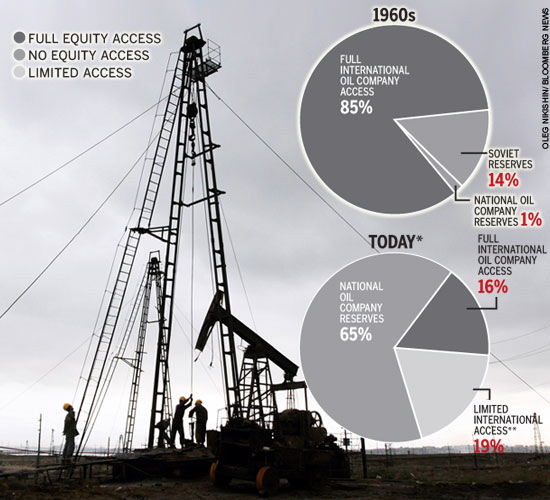 FULL EQUITY ACCESS
NO EQUITY ACCESS
LIMITED ACCESS
1960s
FULL
INTERNATIONAL
OIL COMPANY
ACCESS
85%
SOVIET
RESERVES
14%
NATIONAL OIL
COMPANY
RESERVES 1%
TODAY*
NATIONAL
OIL
COMPANY
RESERVES
65%
FULL
INTERNATIONAL
OIL COMPANY
ACCESS
16%
LIMITED
INTERNATIONAL
ACCESS**
19%
OLEG NIKISHIN/BLOOMBERG NEWS